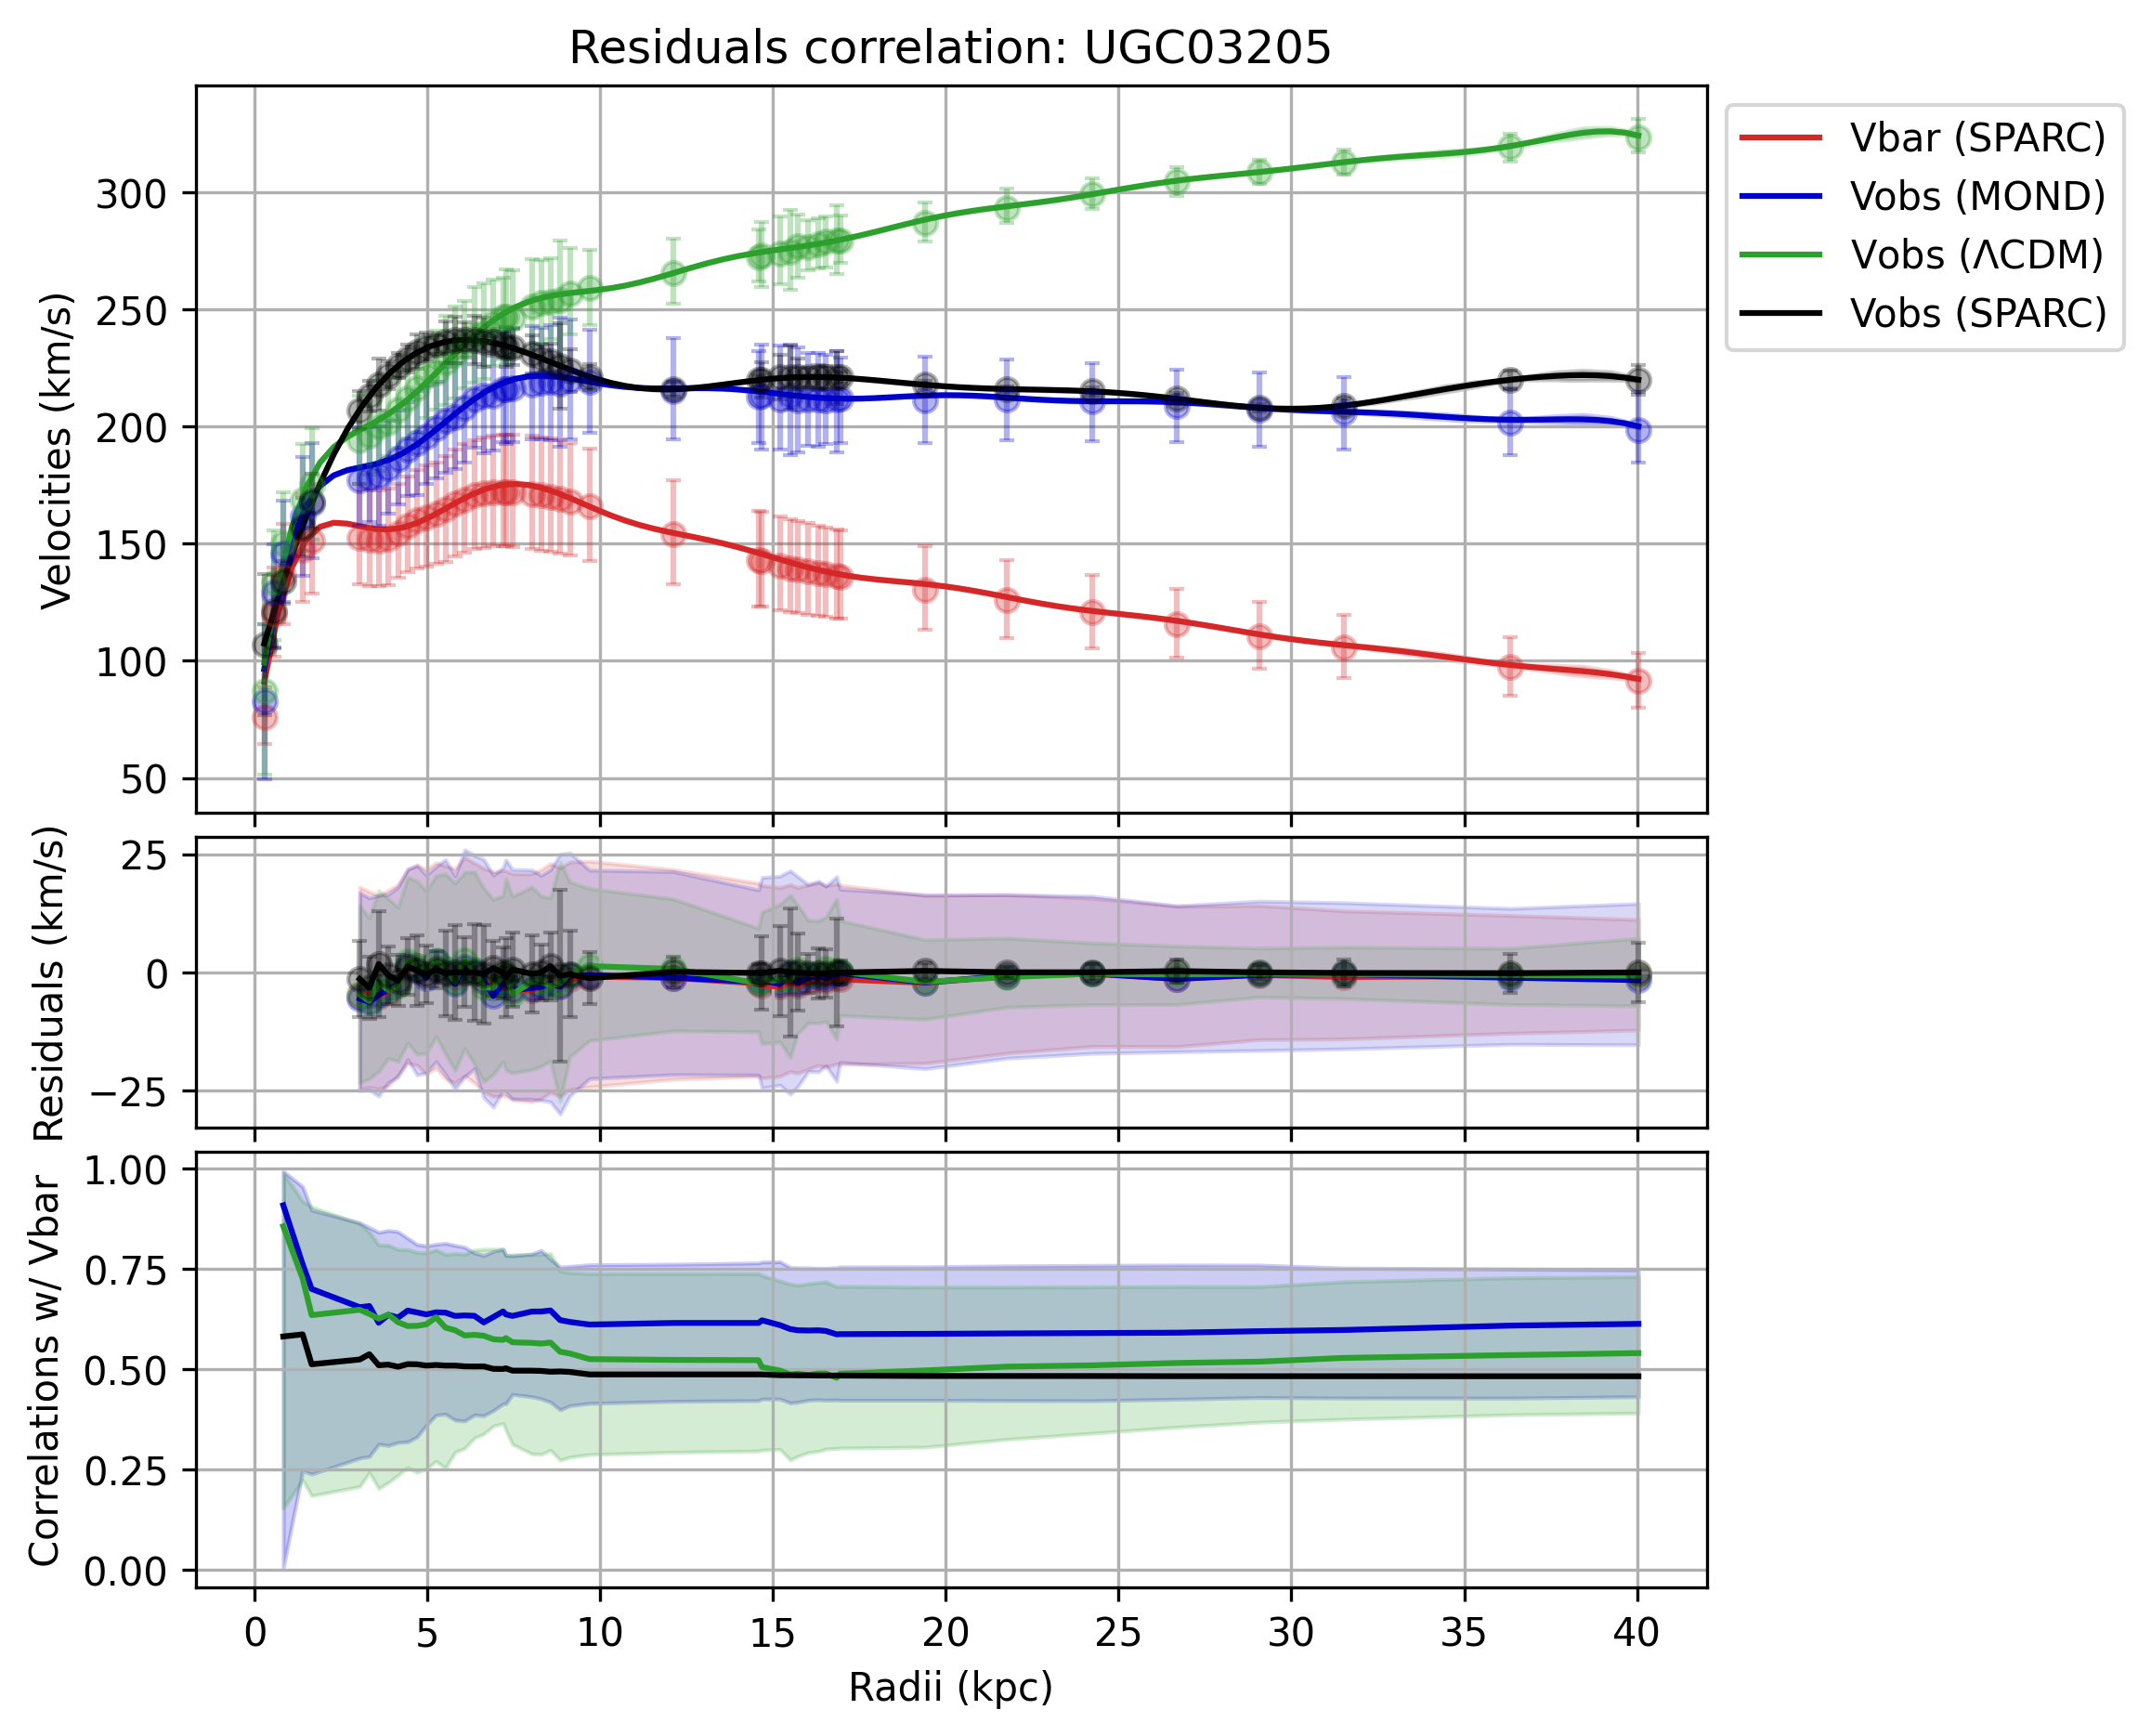 Residuals correlation: UGC03205
Velocities (km/s)
300
250
200
150
100
50
Vbar (SPARC)
Vobs (MOND)
Vobs (ΛCDM)
Vobs (SPARC)
Residuals (km/s)
25
0
−25
Correlations w/ Vbar
1.00
0.75
0.50
0.25
0.00
0 5 10 15 20 25 30 35 40
Radii (kpc)